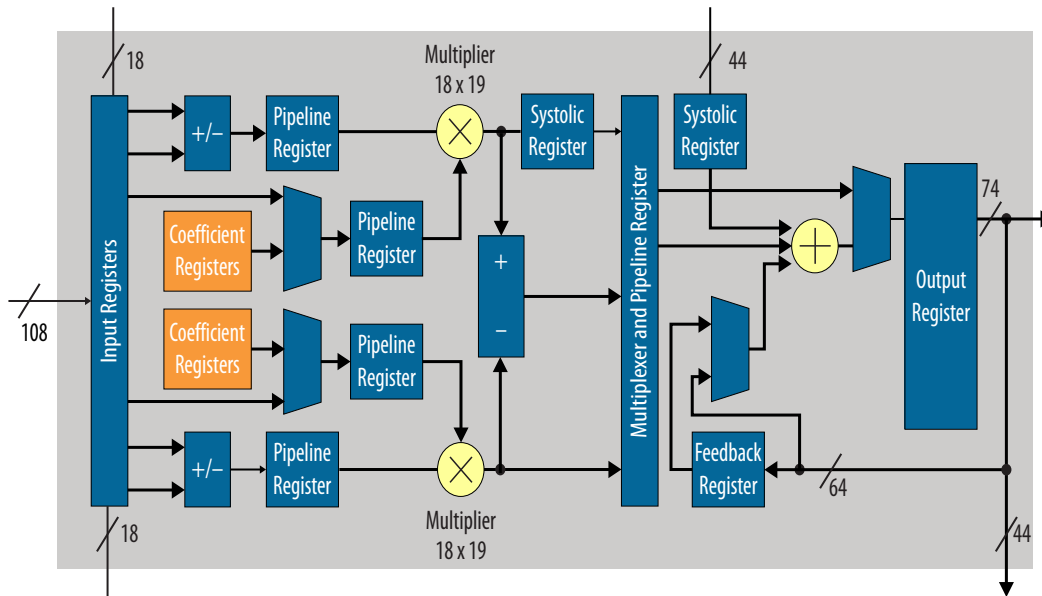 18
Multiplier
18 x 19
44
Input Registers
+/−
Pipeline
Register
Systolic
Register
Multiplexer and Pipeline Register
Systolic
Register
Coefficient
Registers
Pipeline
Register
+
−
74
Output
Register
108
Coefficient
Registers
Pipeline
Register
+/−
Pipeline
Register
Feedback
Register
64
18
Multiplier
18 x 19
44